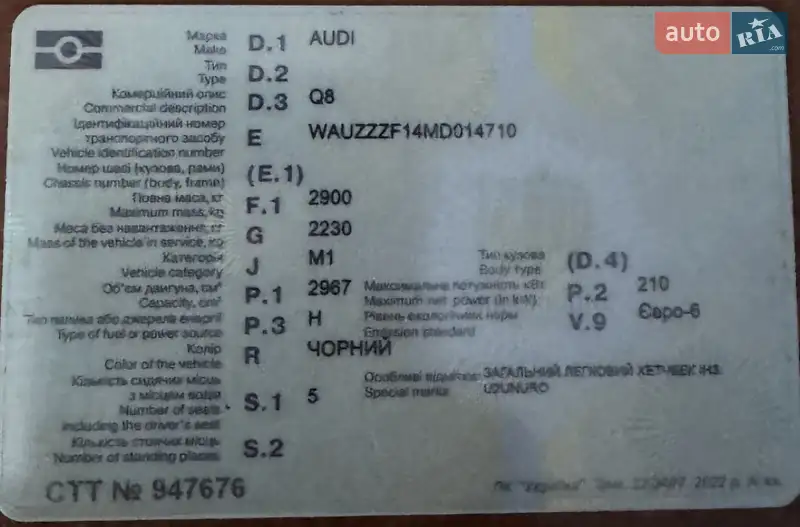 auto RIA .com
Марка
Make D.1 AUDI
Тип
Type D.2
Комерційний опис
Commercial description D.3 Q8
Ідентифікаційний номер
транспортного засобу
Vehicle identification number E WAUZZZF14MD014710
Номер шасі (кузова, рами)
Chassis number (body, frame) (E.1)
Повна маса, кг
Maximum mass, kg F.1 2900
Маса без навантаження, кг
Mass of the vehicle in service, kg G 2230
Категорія
Vehicle category J M1
Тип кузова
Body type (D.4)
Об'єм двигуна, см³
Capacity, cm³ P.1 2967
Максимальна потужність кВт
Maximum net power (in kW) P.2 210
Тип палива або джерела енергії
Type of fuel or power source P.3 H
Рівень екологічних норм
Emission standard V.9 Євро-6
Колір
Color of the vehicle R ЧОРНИЙ
Кількість сидячих місць
з місцем водія
Number of seats,
including the driver's seat S.1 5
Особливі відмітки ЗАГАЛЬНИЙ ЛЕГКОВИЙ ХЕТЧБЕК
Special marks
Кількість стоячих місць
Number of standing places S.2
СТТ № 947676
ПК "Україна". 2022 р.